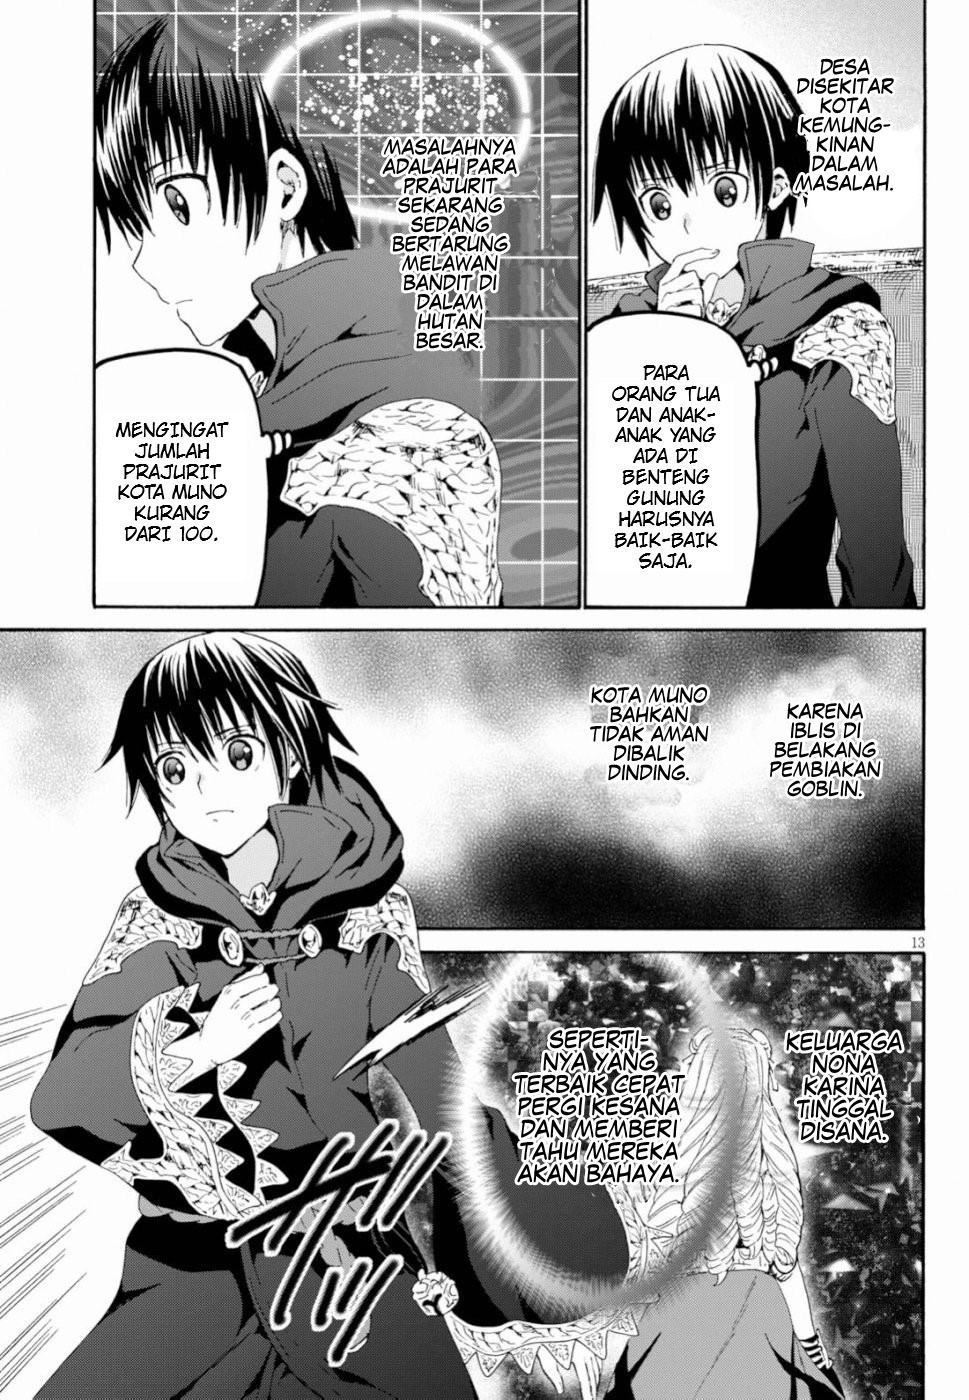 DESA
DISEKITAR
KOTA
KEMUNG-
KINAN
DALAM
MASALAH.
PARA
ORANG TUA
DAN ANAK-
ANAK YANG
ADA DI
BENTENG
GUNUNG
HARUSNYA
BAIK-BAIK
SAJA.
MASALAHNYA
ADALAH PARA
PRAJURIT
SEKARANG
SEDANG
BERTARUNG
MELAWAN
BANDIT DI
DALAM
HUTAN
BESAR.
MENGINGAT
JUMLAH
PRAJURIT
KOTA MUNO
KURANG
DARI 100.
KARENA
IBLIS DI
BELAKANG
PEMBIAKAN
GOBLIN.
KOTA MUNO
BAHKAN
TIDAK AMAN
DIBALIK
DINDING.
13
KELUARGA
NONA
KARINA
TINGGAL
DISANA.
SEPERTI-
NYA YANG
TERBAIK CEPAT
PERGI KESANA
DAN MEMBERI
TAHU MEREKA
AKAN BAHAYA.
ザッ